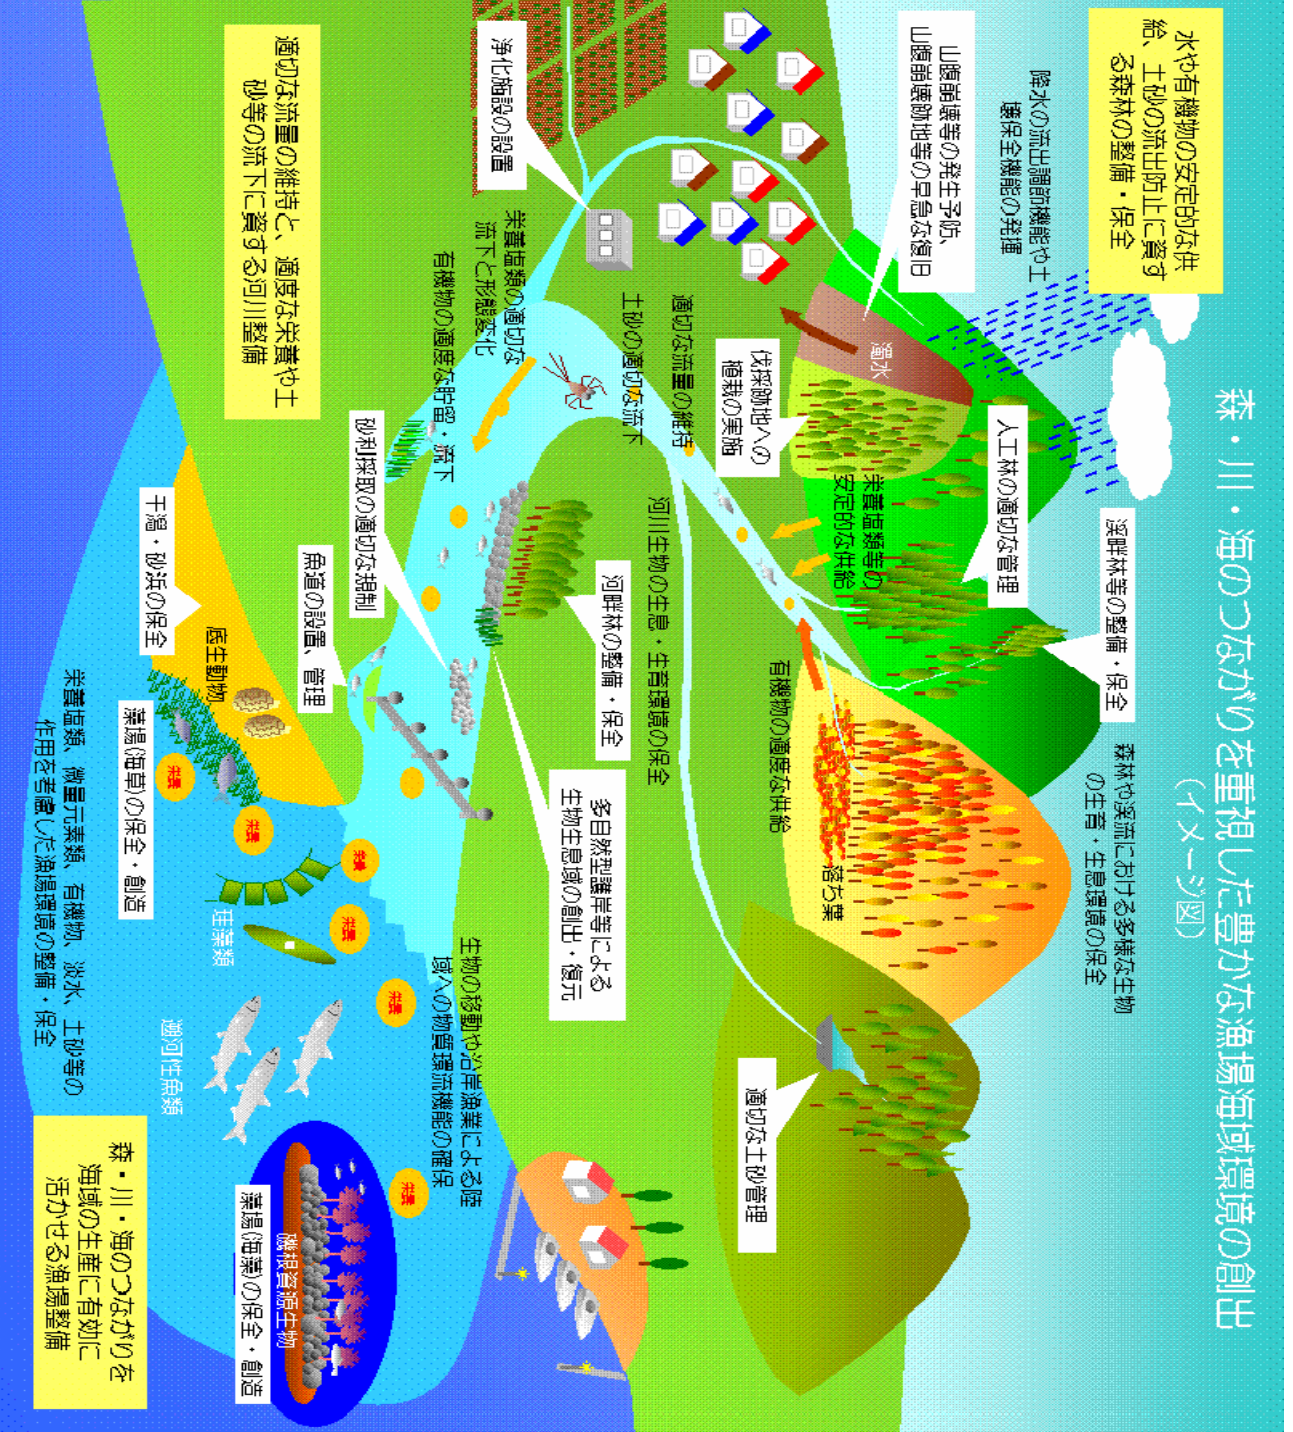 森・川・海のつながりを重視した豊かな漁場海域環境の創出
(イメージ図)
水や有機物の安定的な供
給、土砂の流出防止に資す
る森林の整備・保全
降水の流出調節機能や土
壌保全機能の発揮
山腹崩壊等の発生予防、
山腹崩壊跡地等の早急な復旧
濁水
伐採跡地への
植栽の実施
人工林の適切な管理
渓畔林等の整備・保全
森林や渓流における多様な生物
の生育・生息環境の保全
栄養塩類等の
安定的な供給
有機物の適度な供給
落ち葉
適切な土砂管理
浄化施設の設置
適切な流量の維持
土砂の適切な流下
栄養塩類の適切な
流下と形態変化
有機物の適度な貯留・流下
河川生物の生息・生育環境の保全
河畔林の整備・保全
多自然型護岸等による
生物生息域の創出・復元
砂利採取の適切な規制
魚道の設置、管理
適切な流量の維持と、適度な栄養や土
砂等の流下に資する河川整備
干潟・砂浜の保全
底生動物
藻場(海草)の保全・創造
栄養
栄養
栄養
栄養
栄養
栄養
珪藻類
遡河性魚類
生物の移動や沿岸漁業による陸
域への物質環流機能の確保
磯根資源生物
藻場(海藻)の保全・創造
栄養塩類、微量元素類、有機物、淡水、土砂等の
作用を考慮した漁場環境の整備・保全
森・川・海のつながりを
海域の生産に有効に
活かせる漁場整備